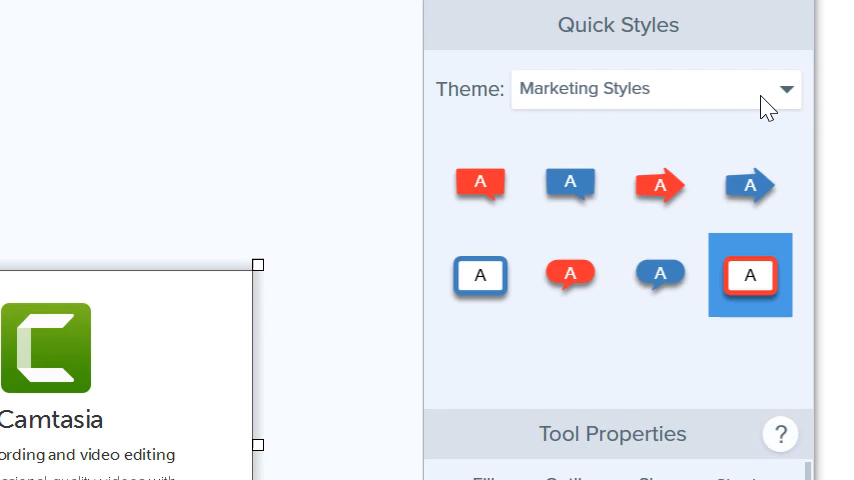 Quick Styles
Theme: Marketing Styles
A A A A
A A A A
Camtasia
ording and video editing
Tool Properties ?